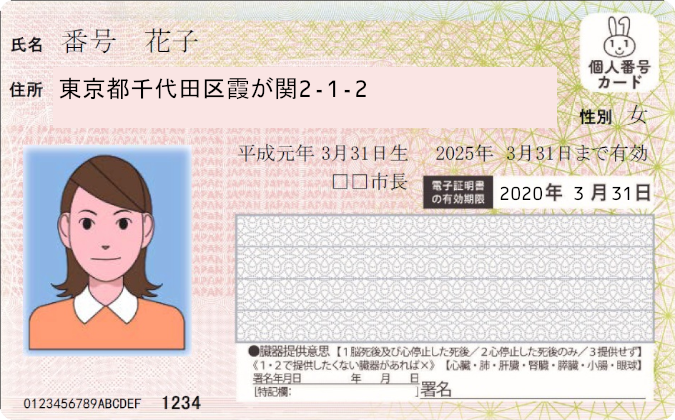 氏名 番号 花子
個人番号
カード
住所 東京都千代田区霞が関2-1-2
性別 女
平成元年 3月31日生 2025年 3月31日まで有効
□□市長
電子証明書
の有効期限
2020年 3月31日
●臓器提供意思【1脳死後及び心停止した死後／2心停止した死後のみ／3提供せず】
《1・2で提供したくない臓器があれば×》【心臓・肺・肝臓・腎臓・膵臓・小腸・眼球】
署名年月日 年 月 日
[特記欄: ]署名
0123456789ABCDEF 1234